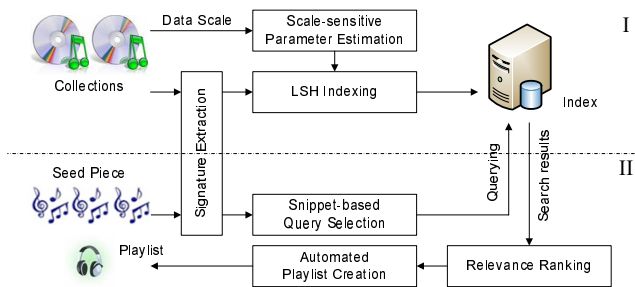 Data Scale
Scale-sensitive
Parameter Estimation
I
Collections
Signature Extraction
LSH Indexing
Index
II
Seed Piece
Snippet-based
Query Selection
Querying
Search results
Playlist
Automated
Playlist Creation
Relevance Ranking